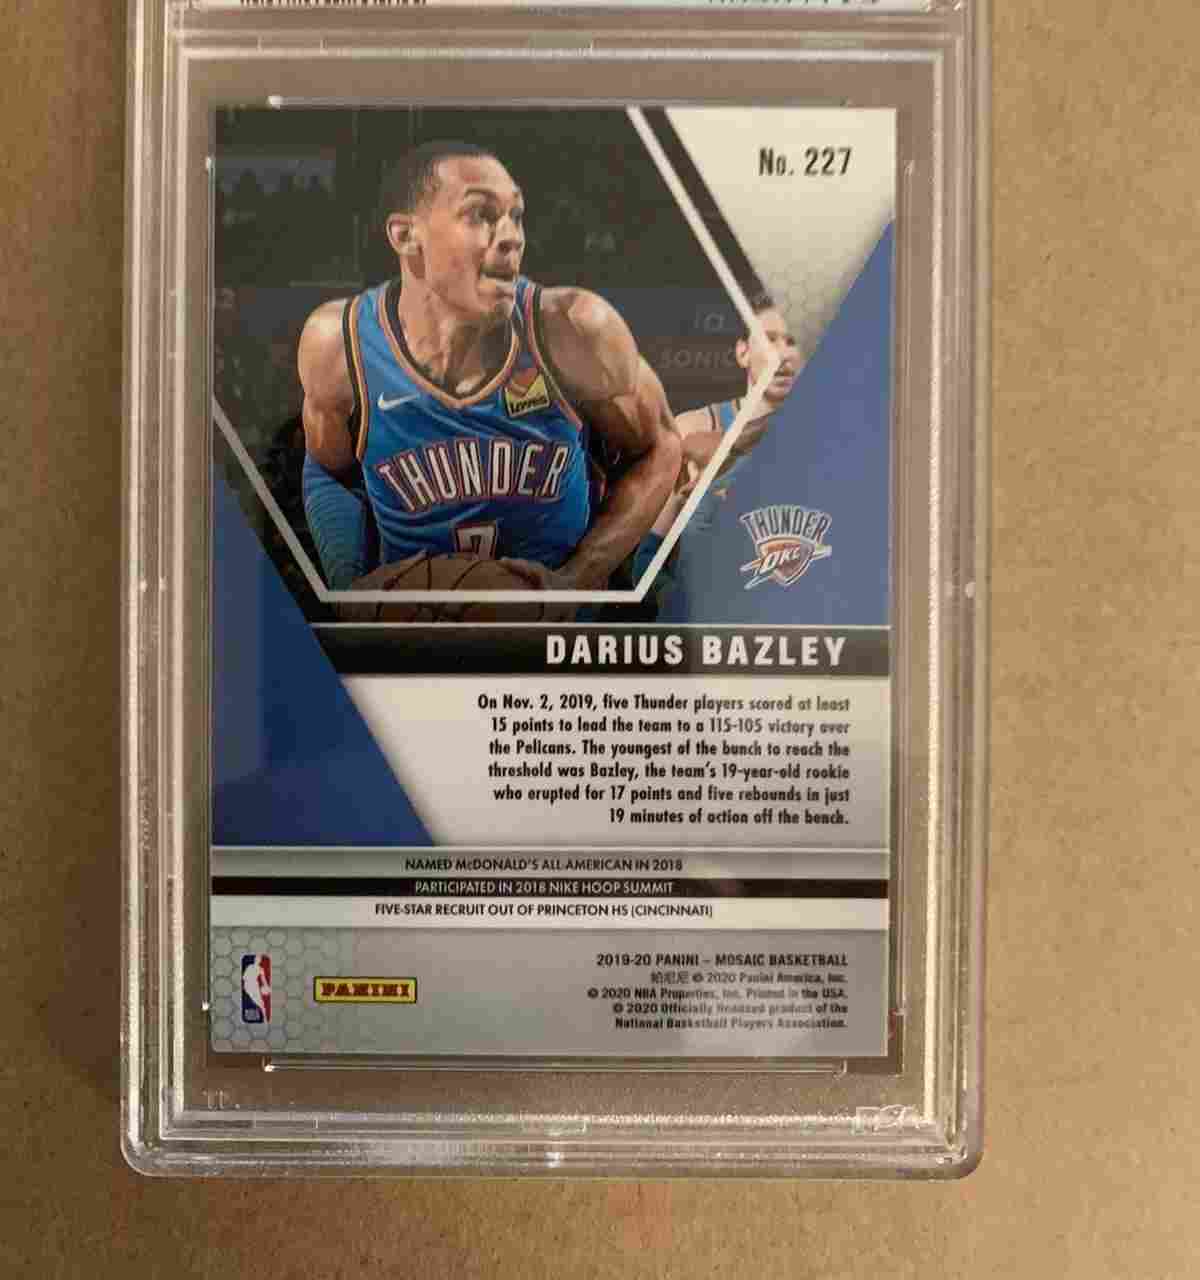 No. 227
THUNDER
7
THUNDER
OKC
DARIUS BAZLEY
On Nov. 2, 2019, five Thunder players scored at least
15 points to lead the team to a 115-105 victory over
the Pelicans. The youngest of the bunch to reach the
threshold was Bazley, the team's 19-year-old rookie
who erupted for 17 points and five rebounds in just
19 minutes of action off the bench.
NAMED McDONALD'S ALL-AMERICAN IN 2018
PARTICIPATED IN 2018 NIKE HOOP SUMMIT
FIVE-STAR RECRUIT OUT OF PRINCETON HS (CINCINNATI)
2019-20 PANINI – MOSAIC BASKETBALL
帕尼尼 © 2020 Panini America, Inc.
© 2020 NBA Properties, Inc. Printed in the USA.
© 2020 Officially licensed product of the
National Basketball Players Association.
NBA
PANINI